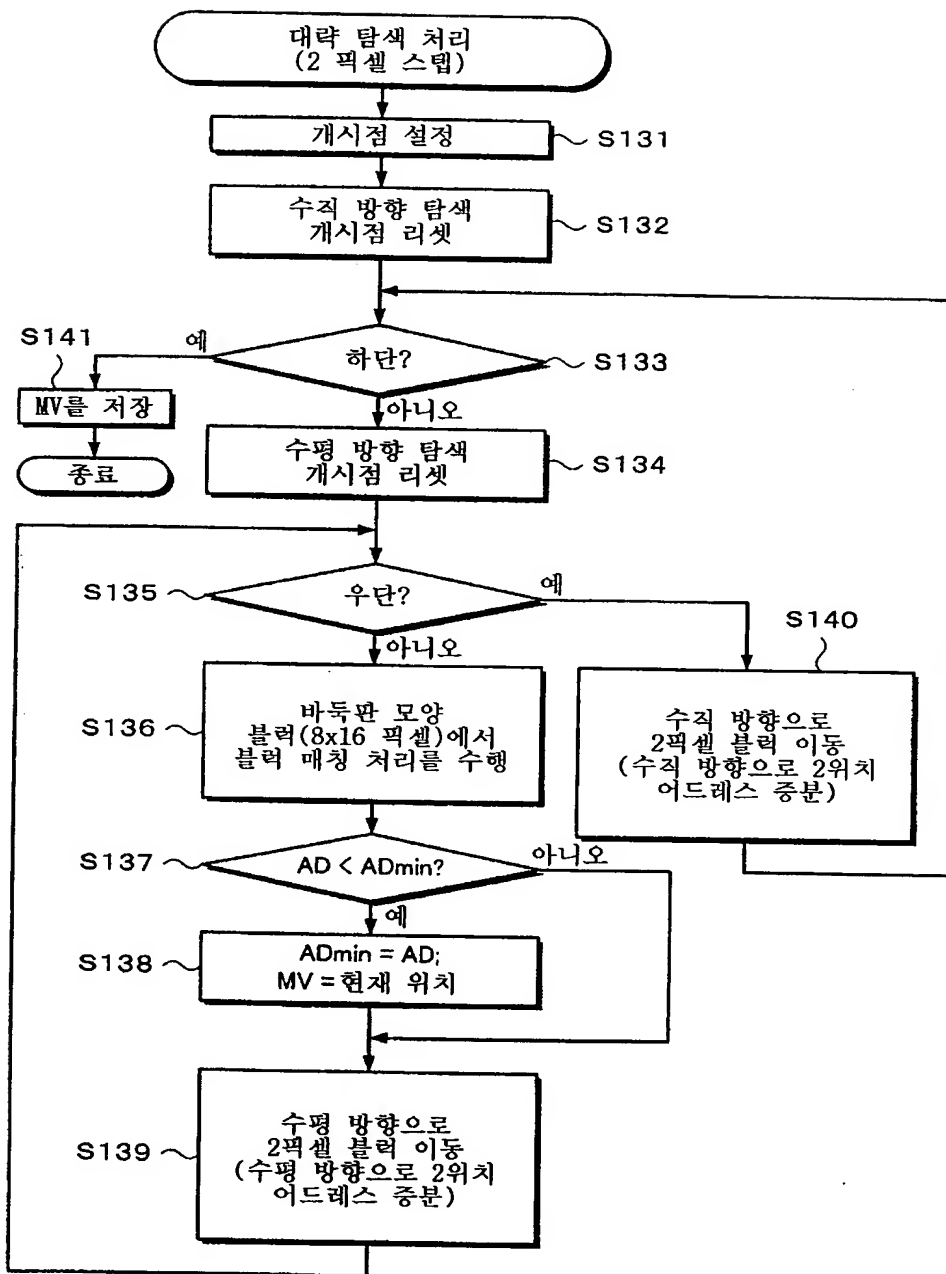 대략 탐색 처리
(2 픽셀 스텝)
개시점 설정
S131
수직 방향 탐색
개시점 리셋
S132
S141
예
하단?
S133
MV를 저장
아니오
종료
수평 방향 탐색
개시점 리셋
S134
S135
우단?
예
아니오
S140
S136
바둑판 모양
블럭(8x16 픽셀)에서
블럭 매칭 처리를 수행
수직 방향으로
2픽셀 블럭 이동
(수직 방향으로 2위치
어드레스 증분)
S137
AD < ADmin?
아니오
예
S138
ADmin = AD;
MV = 현재 위치
S139
수평 방향으로
2픽셀 블럭 이동
(수평 방향으로 2위치
어드레스 증분)